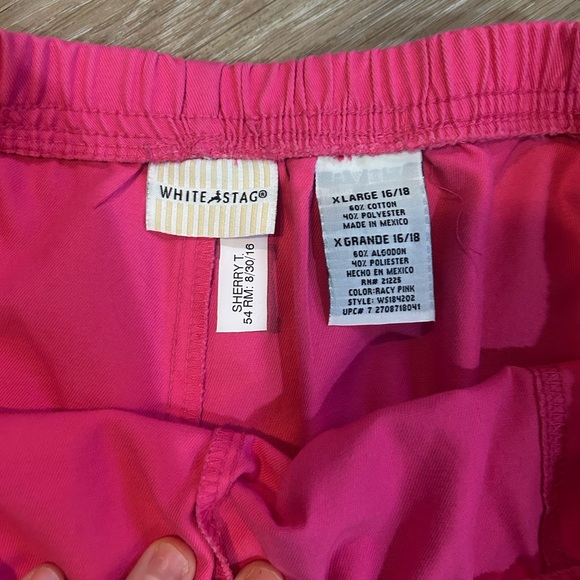 WHITE STAG®
SHERRY T.
54 RM: 8/30/16
X LARGE 16/18
60% COTTON
40% POLYESTER
MADE IN MEXICO
X GRANDE 16/18
60% ALGODON
40% POLIESTER
HECHO EN MEXICO
RN# 21225
COLOR:RACY PINK
STYLE: WS184202
UPC# 7 2708718041